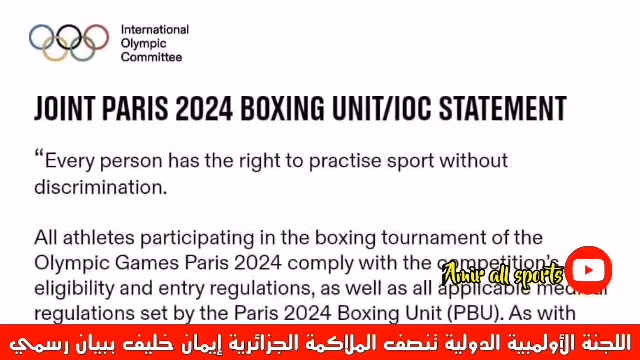 International
Olympic
Committee
JOINT PARIS 2024 BOXING UNIT/IOC STATEMENT
“Every person has the right to practise sport without
discrimination.
All athletes participating in the boxing tournament of the
Olympic Games Paris 2024 comply with the competition's
eligibility and entry regulations, as well as all applicable medical
regulations set by the Paris 2024 Boxing Unit (PBU). As with
Amir all sports
اللجنة الأولمبية الدولية تنصف الملاكمة الجزائرية إيمان خليف ببيان رسمي